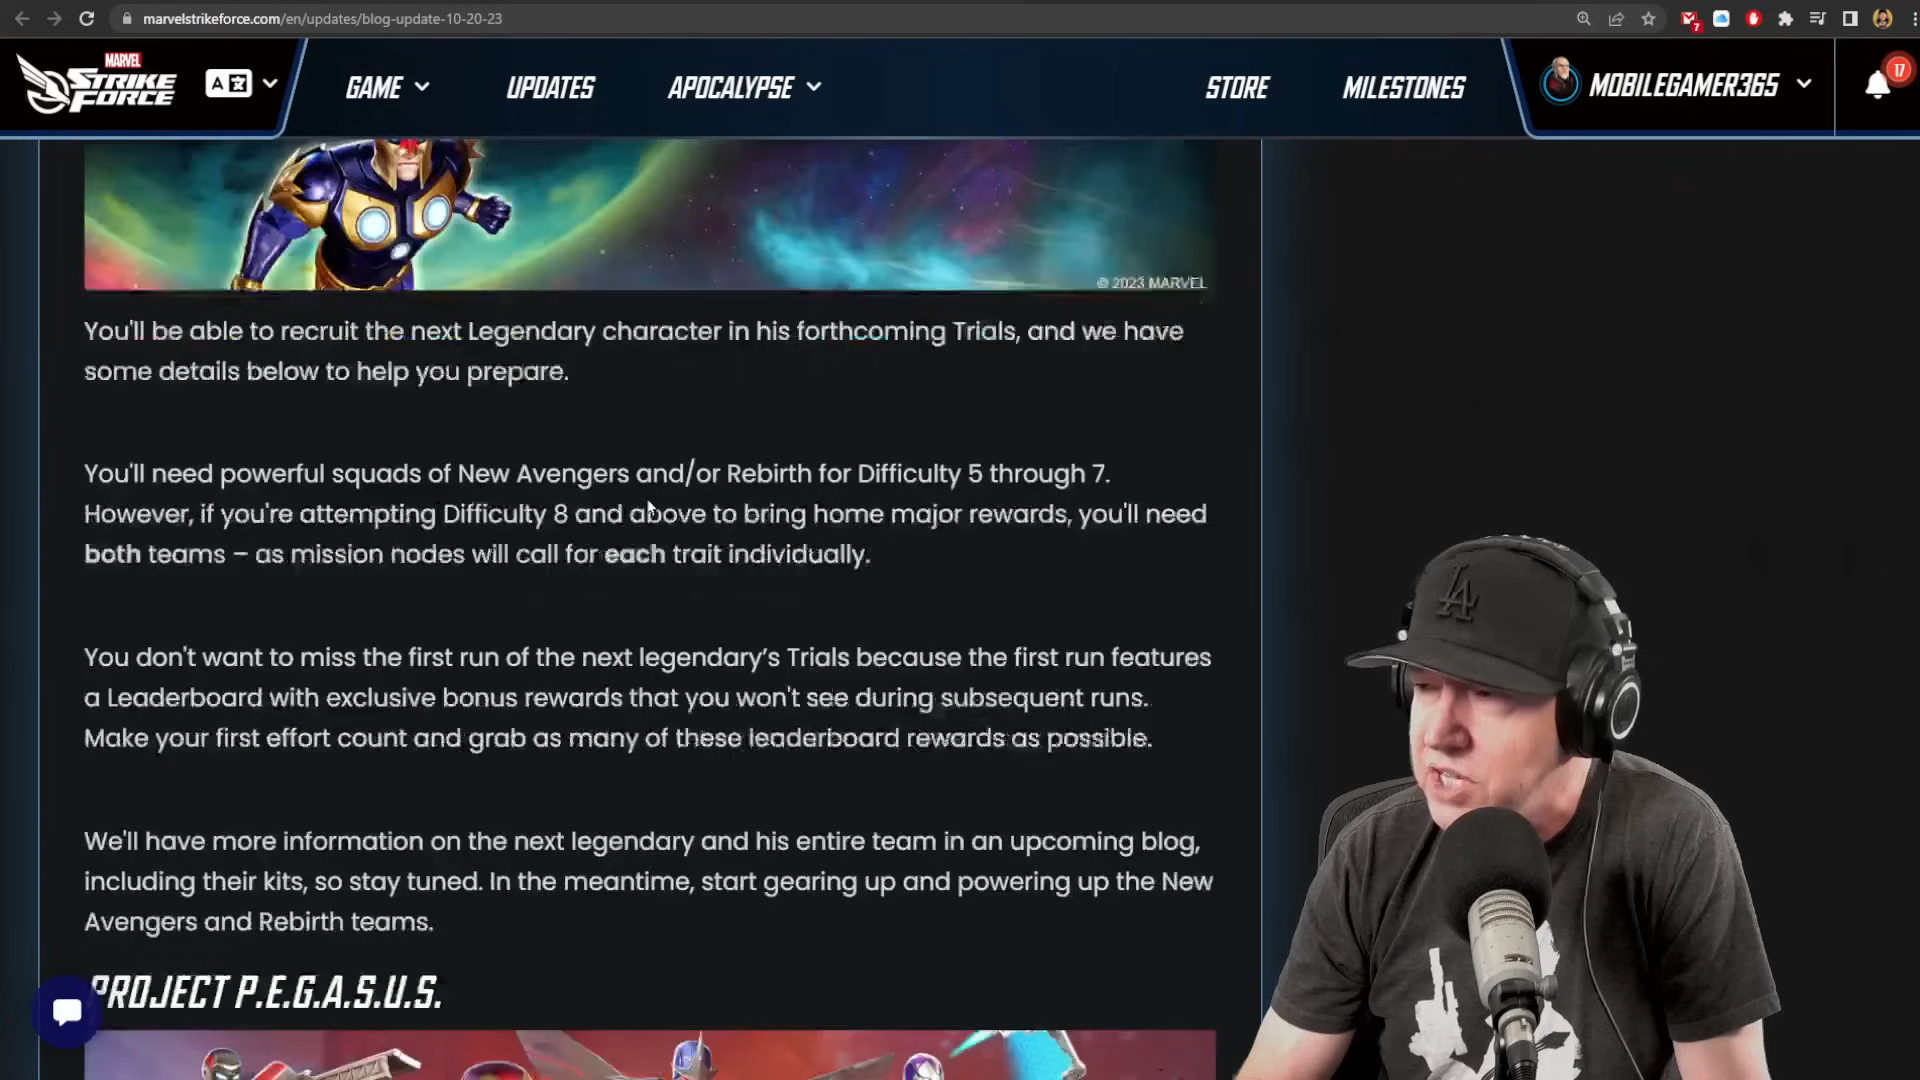 marvelstrikeforce.com/en/updates/blog-update-10-20-23
7
MARVEL
STRIKE
FORCE
A文
GAME
UPDATES
APOCALYPSE
STORE
MILESTONES
MOBILEGAMER365
17
© 2023 MARVEL
You'll be able to recruit the next Legendary character in his forthcoming Trials, and we have
some details below to help you prepare.
You'll need powerful squads of New Avengers and/or Rebirth for Difficulty 5 through 7.
However, if you're attempting Difficulty 8 and above to bring home major rewards, you'll need
both teams – as mission nodes will call for each trait individually.
You don't want to miss the first run of the next legendary’s Trials because the first run features
a Leaderboard with exclusive bonus rewards that you won't see during subsequent runs.
Make your first effort count and grab as many of these leaderboard rewards as possible.
We'll have more information on the next legendary and his entire team in an upcoming blog,
including their kits, so stay tuned. In the meantime, start gearing up and powering up the New
Avengers and Rebirth teams.
PROJECT P.E.G.A.S.U.S.
LA